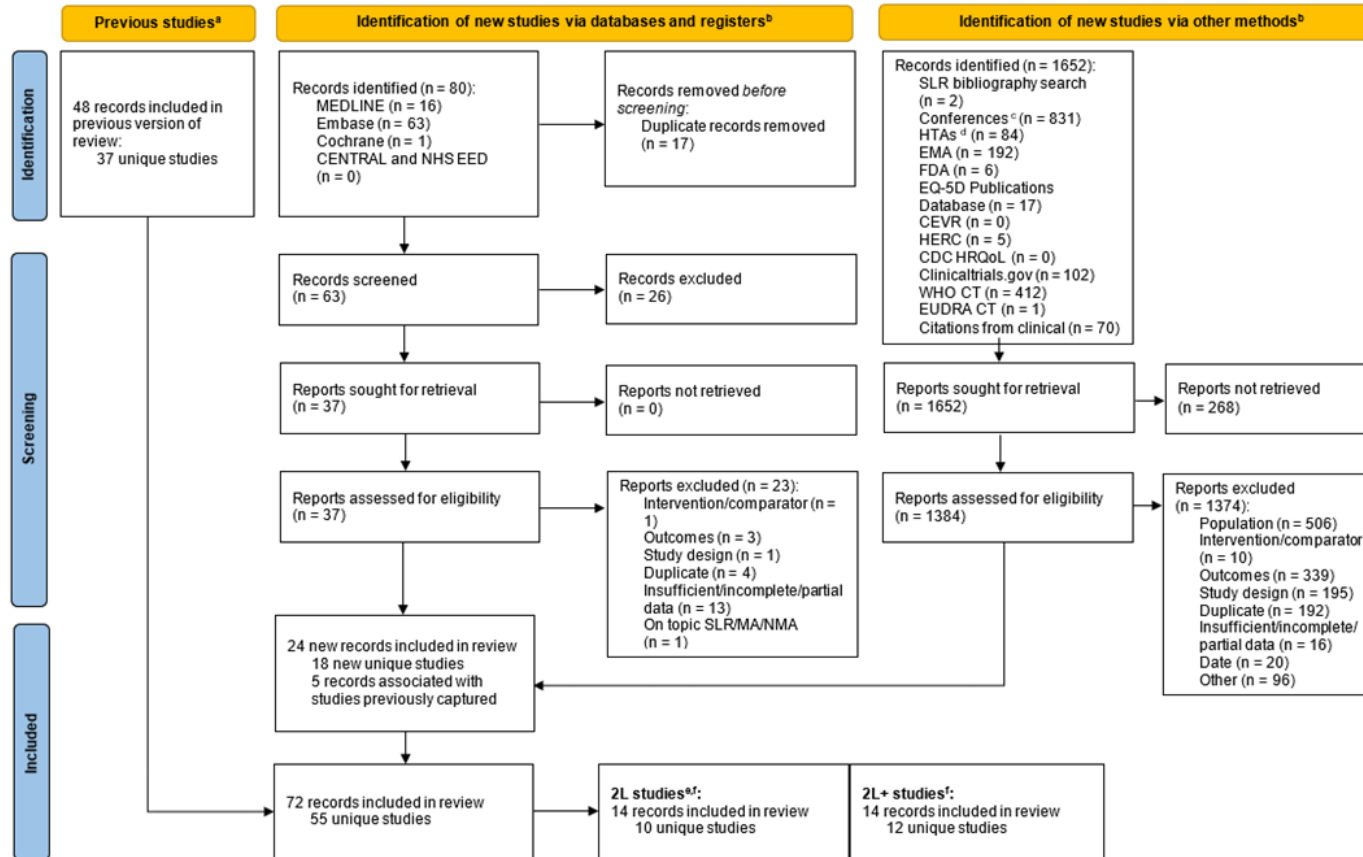 Previous studiesᵃ
Identification of new studies via databases and registersᵇ
Identification of new studies via other methodsᵇ
Identification
48 records included in
previous version of
review:
37 unique studies
Records identified (n = 80):
MEDLINE (n = 16)
Embase (n = 63)
Cochrane (n = 1)
CENTRAL and NHS EED
(n = 0)
Records removed before
screening:
Duplicate records removed
(n = 17)
Records identified (n = 1652):
SLR bibliography search
(n = 2)
Conferences ᶜ (n = 831)
HTAs ᵈ (n = 84)
EMA (n = 192)
FDA (n = 6)
EQ-5D Publications
Database (n = 17)
CEVR (n = 0)
HERC (n = 5)
CDC HRQoL (n = 0)
Clinicaltrials.gov (n = 102)
WHO CT (n = 412)
EUDRA CT (n = 1)
Citations from clinical (n = 70)
Screening
Records screened
(n = 63)
Records excluded
(n = 26)
Reports sought for retrieval
(n = 37)
Reports not retrieved
(n = 0)
Reports sought for retrieval
(n = 1652)
Reports not retrieved
(n = 268)
Reports assessed for eligibility
(n = 37)
Reports excluded (n = 23):
Intervention/comparator (n =
1)
Outcomes (n = 3)
Study design (n = 1)
Duplicate (n = 4)
Insufficient/incomplete/partial
data (n = 13)
On topic SLR/MA/NMA
(n = 1)
Reports assessed for eligibility
(n = 1384)
Reports excluded
(n = 1374):
Population (n = 506)
Intervention/comparator
(n = 10)
Outcomes (n = 339)
Study design (n = 195)
Duplicate (n = 192)
Insufficient/incomplete/
partial data (n = 16)
Date (n = 20)
Other (n = 96)
Included
24 new records included in review
18 new unique studies
5 records associated with
studies previously captured
72 records included in review
55 unique studies
2L studiesᵉ,ᶠ:
14 records included in review
10 unique studies
2L+ studiesᶠ:
14 records included in review
12 unique studies